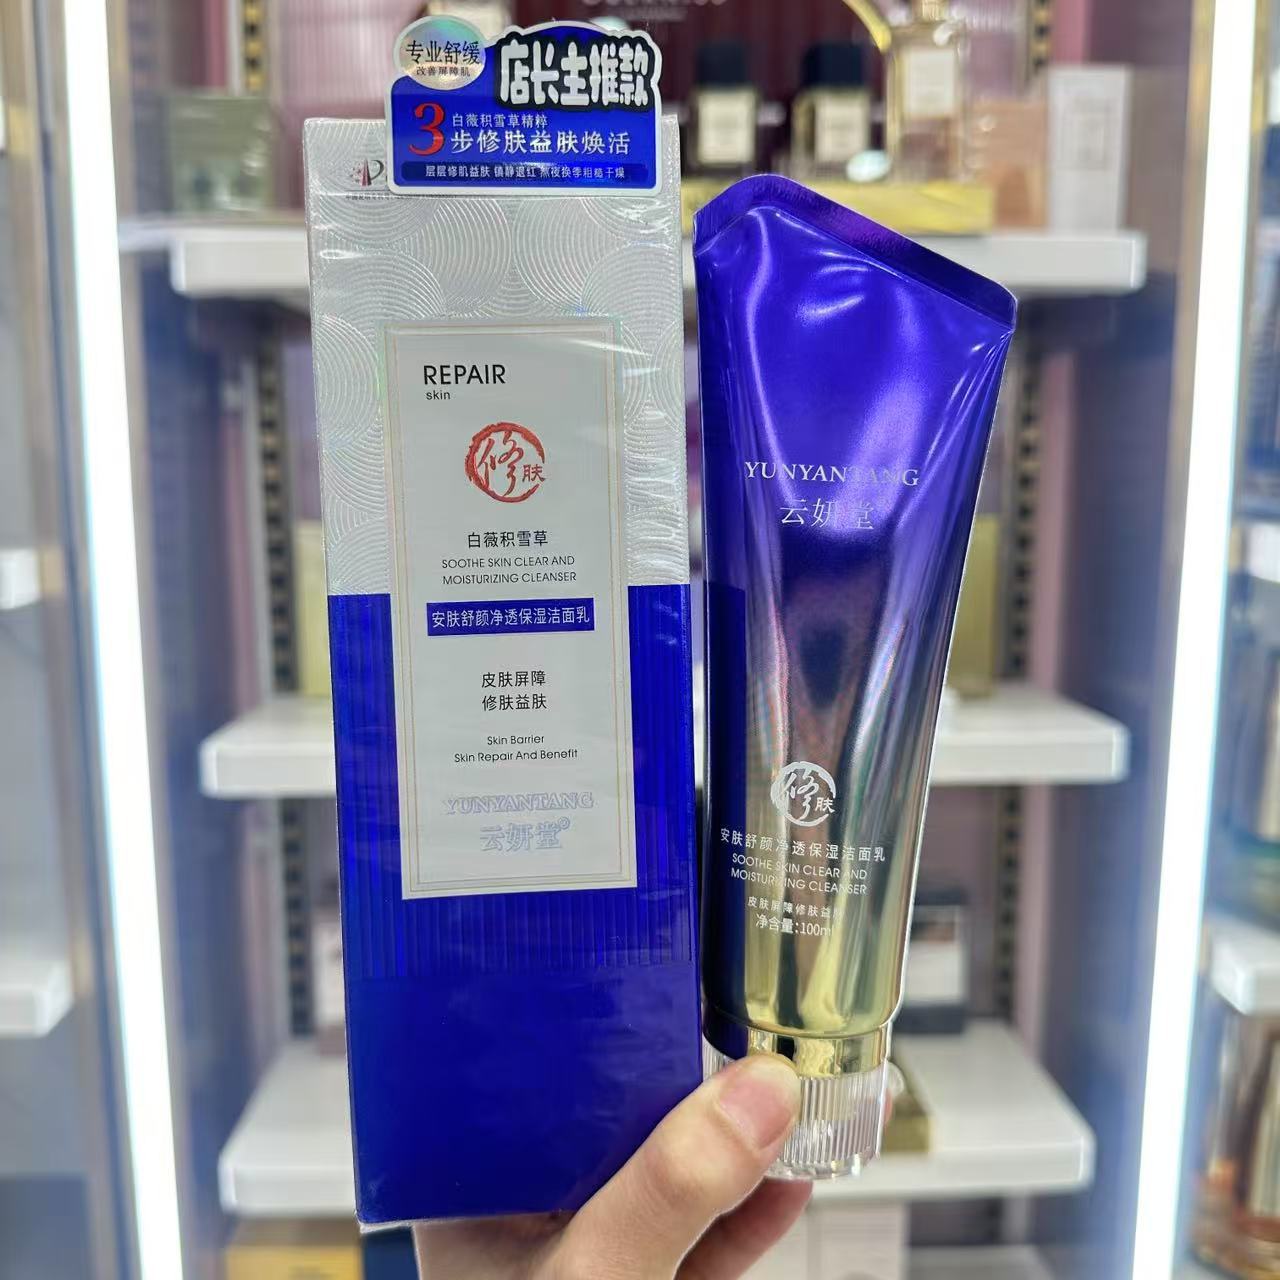 专业舒缓
改善屏障肌
店长主推款
3
白薇积雪草精粹
步修肤益肤焕活
层层修肌益肤 镇静退红 熬夜换季粗糙干燥
REPAIR
skin
修肤
白薇积雪草
SOOTHE SKIN CLEAR AND
MOISTURIZING CLEANSER
安肤舒颜净透保湿洁面乳
皮肤屏障
修肤益肤
Skin Barrier
Skin Repair And Benefit
YUNYANTANG
云妍堂®
YUNYANTANG
云妍堂
修肤
安肤舒颜净透保湿洁面乳
SOOTHE SKIN CLEAR AND
MOISTURIZING CLEANSER
皮肤屏障修肤益肤
净含量:100ml